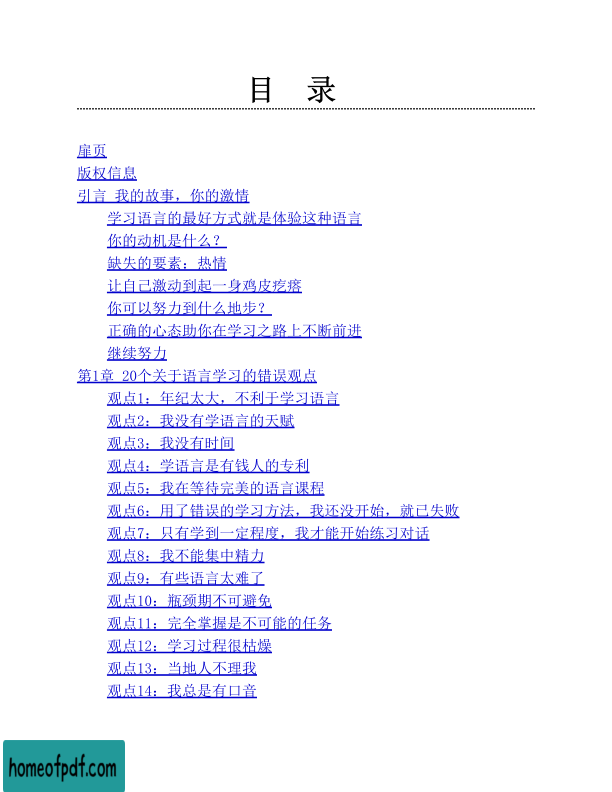 目 录
扉页
版权信息
引言 我的故事，你的激情
学习语言的最好方式就是体验这种语言
你的动机是什么？
缺失的要素：热情
让自己激动到起一身鸡皮疙瘩
你可以努力到什么地步？
正确的心态助你在学习之路上不断前进
继续努力
第1章 20个关于语言学习的错误观点
观点1：年纪太大，不利于学习语言
观点2：我没有学语言的天赋
观点3：我没有时间
观点4：学语言是有钱人的专利
观点5：我在等待完美的语言课程
观点6：用了错误的学习方法，我还没开始，就已失败
观点7：只有学到一定程度，我才能开始练习对话
观点8：我不能集中精力
观点9：有些语言太难了
观点10：瓶颈期不可避免
观点11：完全掌握是不可能的任务
观点12：学习过程很枯燥
观点13：当地人不理我
观点14：我总是有口音
homeofpdf.com